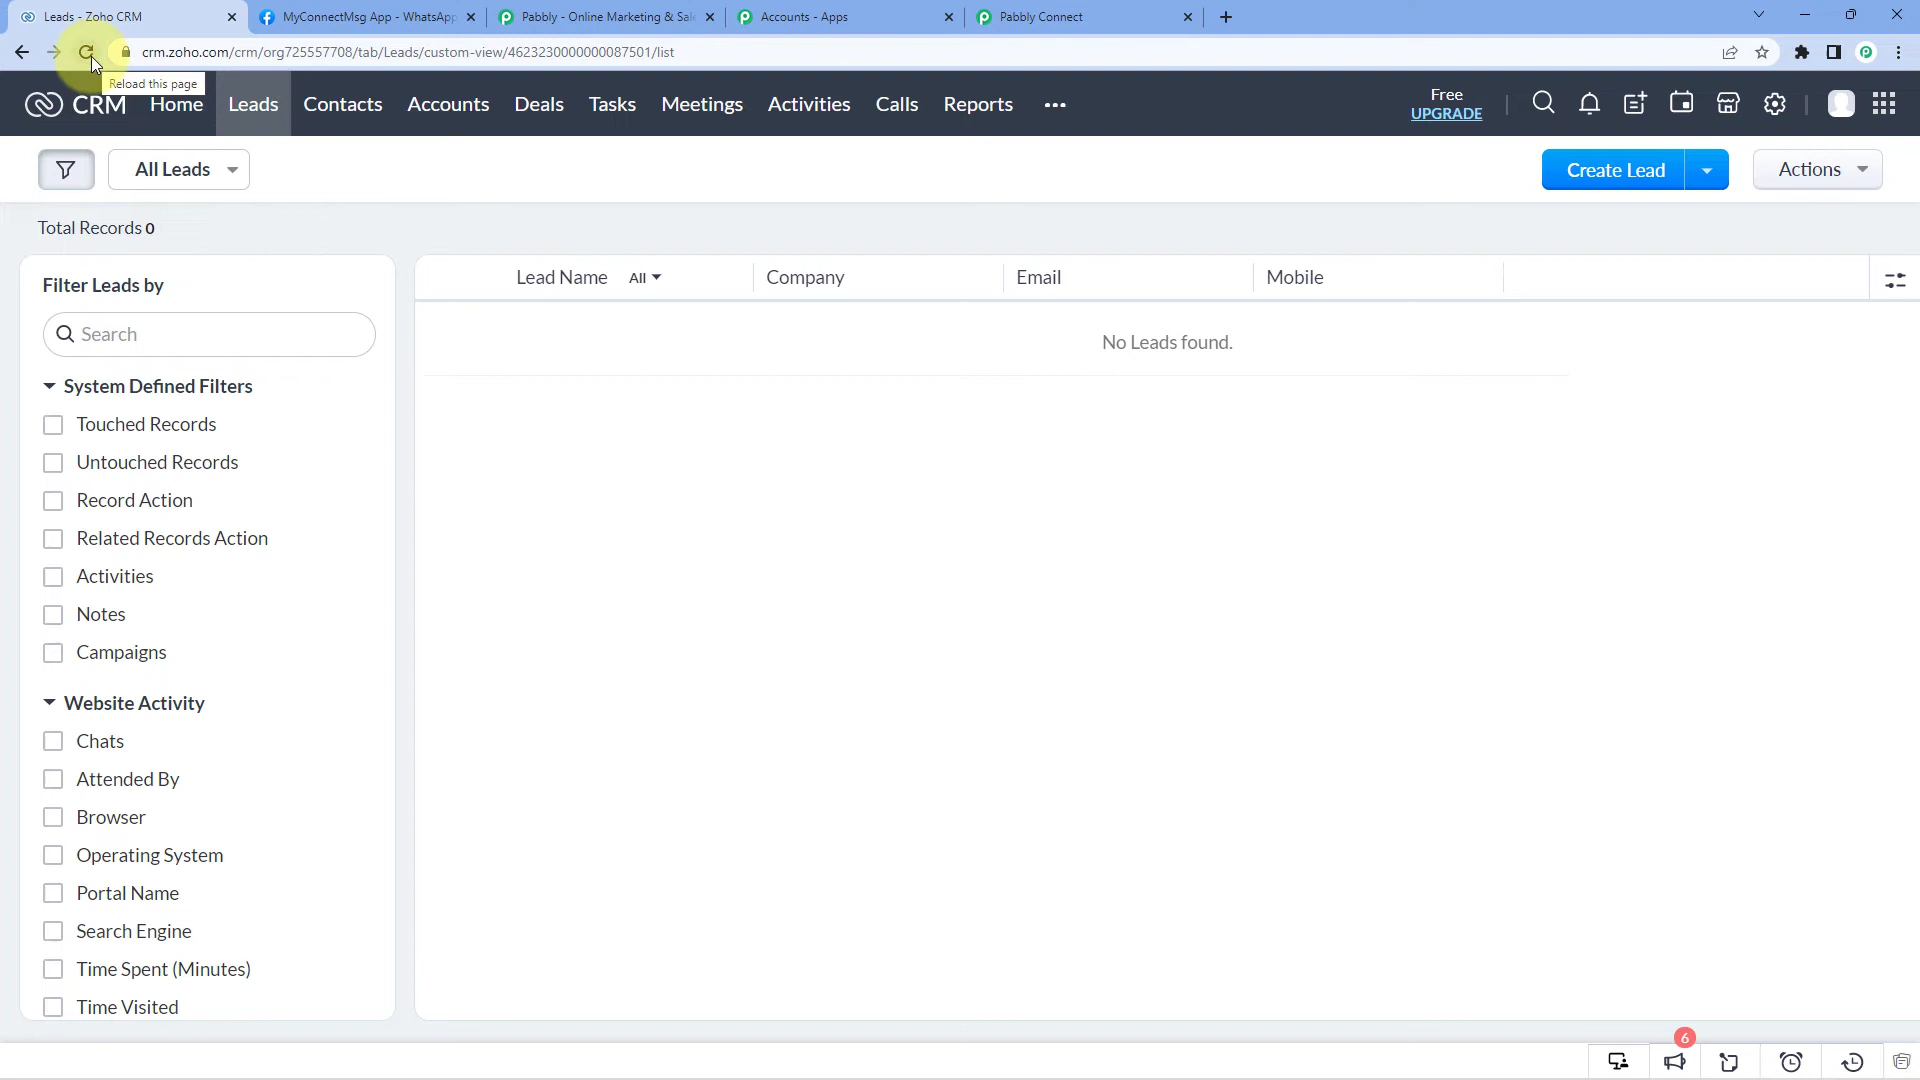 Leads - Zoho CRM
MyConnectMsg App - WhatsApp
Pabbly - Online Marketing & Sal
Accounts - Apps
Pabbly Connect
crm.zoho.com/crm/org725557708/tab/Leads/custom-view/4623230000000087501/list
Reload this page
CRM Home Leads Contacts Accounts Deals Tasks Meetings Activities Calls Reports •••
Free
UPGRADE
All Leads
Create Lead
Actions
Total Records 0
Filter Leads by
Search
System Defined Filters
Touched Records
Untouched Records
Record Action
Related Records Action
Activities
Notes
Campaigns
Website Activity
Chats
Attended By
Browser
Operating System
Portal Name
Search Engine
Time Spent (Minutes)
Time Visited
Lead Name All Company Email Mobile
No Leads found.
6